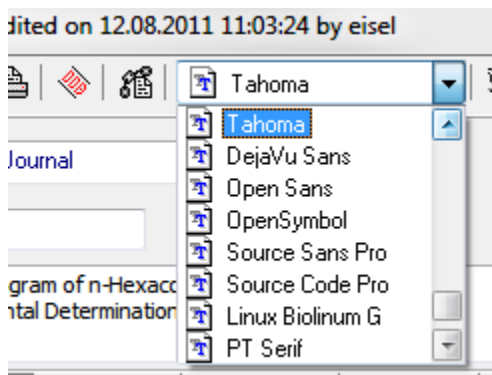 dited on 12.08.2011 11:03:24 by eisel
Tahoma
Tahoma
Journal
DejaVu Sans
Open Sans
OpenSymbol
Source Sans Pro
gram of n-Hexaco
Source Code Pro
ntal Determination
Linux Biolinum G
PT Serif